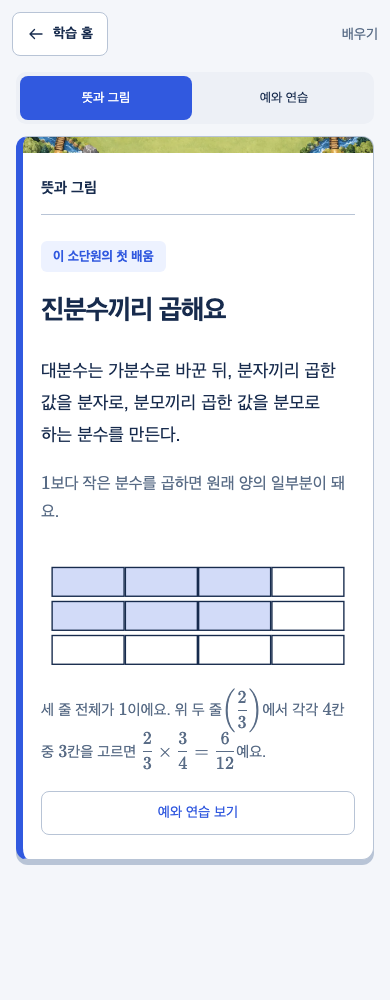 ← 학습 홈
배우기
뜻과 그림
예와 연습
뜻과 그림
이 소단원의 첫 배움
진분수끼리 곱해요
대분수는 가분수로 바꾼 뒤, 분자끼리 곱한
값을 분자로, 분모끼리 곱한 값을 분모로
하는 분수를 만든다.
1보다 작은 분수를 곱하면 원래 양의 일부분이 돼
요.
세 줄 전체가 1이에요. 위 두 줄(2/3)에서 각각 4칸
중 3칸을 고르면 2/3 × 3/4 = 6/12예요.
예와 연습 보기